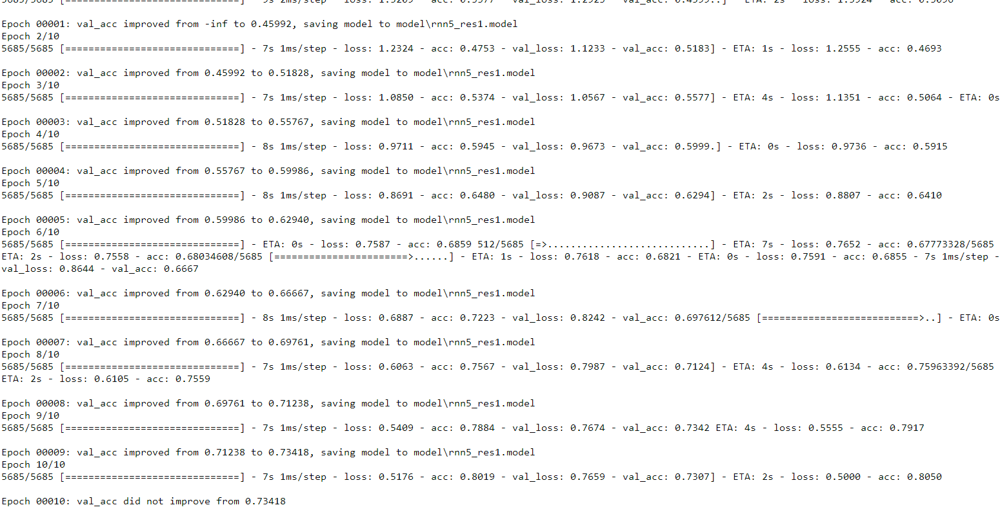 5685/5685 [==============================] - 9s 2ms/step - loss: 1.5209 - acc: 0.3577 - val_loss: 1.2925 - val_acc: 0.4599..] - ETA: 2s - loss: 1.5924 - acc:
Epoch 00001: val_acc improved from -inf to 0.45992, saving model to model\rnn5_res1.model
Epoch 2/10
5685/5685 [==============================] - 7s 1ms/step - loss: 1.2324 - acc: 0.4753 - val_loss: 1.1233 - val_acc: 0.5183] - ETA: 1s - loss: 1.2555 - acc: 0.4693
Epoch 00002: val_acc improved from 0.45992 to 0.51828, saving model to model\rnn5_res1.model
Epoch 3/10
5685/5685 [==============================] - 7s 1ms/step - loss: 1.0850 - acc: 0.5374 - val_loss: 1.0567 - val_acc: 0.5577] - ETA: 4s - loss: 1.1351 - acc: 0.5064 - ETA: 0s
Epoch 00003: val_acc improved from 0.51828 to 0.55767, saving model to model\rnn5_res1.model
Epoch 4/10
5685/5685 [==============================] - 8s 1ms/step - loss: 0.9711 - acc: 0.5945 - val_loss: 0.9673 - val_acc: 0.5999.] - ETA: 0s - loss: 0.9736 - acc: 0.5915
Epoch 00004: val_acc improved from 0.55767 to 0.59986, saving model to model\rnn5_res1.model
Epoch 5/10
5685/5685 [==============================] - 8s 1ms/step - loss: 0.8691 - acc: 0.6480 - val_loss: 0.9087 - val_acc: 0.6294] - ETA: 2s - loss: 0.8807 - acc: 0.6410
Epoch 00005: val_acc improved from 0.59986 to 0.62940, saving model to model\rnn5_res1.model
Epoch 6/10
5685/5685 [==============================] - ETA: 0s - loss: 0.7587 - acc: 0.6859 512/5685 [=>............................] - ETA: 7s - loss: 0.7652 - acc: 0.67773328/5685
ETA: 2s - loss: 0.7558 - acc: 0.68034608/5685 [=======================>......] - ETA: 1s - loss: 0.7618 - acc: 0.6821 - ETA: 0s - loss: 0.7591 - acc: 0.6855 - 7s 1ms/step -
val_loss: 0.8644 - val_acc: 0.6667
Epoch 00006: val_acc improved from 0.62940 to 0.66667, saving model to model\rnn5_res1.model
Epoch 7/10
5685/5685 [==============================] - 8s 1ms/step - loss: 0.6887 - acc: 0.7223 - val_loss: 0.8242 - val_acc: 0.697612/5685 [===========================>..] - ETA: 0s
Epoch 00007: val_acc improved from 0.66667 to 0.69761, saving model to model\rnn5_res1.model
Epoch 8/10
5685/5685 [==============================] - 7s 1ms/step - loss: 0.6063 - acc: 0.7567 - val_loss: 0.7987 - val_acc: 0.7124] - ETA: 4s - loss: 0.6134 - acc: 0.75963392/5685
ETA: 2s - loss: 0.6105 - acc: 0.7559
Epoch 00008: val_acc improved from 0.69761 to 0.71238, saving model to model\rnn5_res1.model
Epoch 9/10
5685/5685 [==============================] - 7s 1ms/step - loss: 0.5409 - acc: 0.7884 - val_loss: 0.7674 - val_acc: 0.7342 ETA: 4s - loss: 0.5555 - acc: 0.7917
Epoch 00009: val_acc improved from 0.71238 to 0.73418, saving model to model\rnn5_res1.model
Epoch 10/10
5685/5685 [==============================] - 7s 1ms/step - loss: 0.5176 - acc: 0.8019 - val_loss: 0.7659 - val_acc: 0.7307] - ETA: 2s - loss: 0.5000 - acc: 0.8050
Epoch 00010: val_acc did not improve from 0.73418